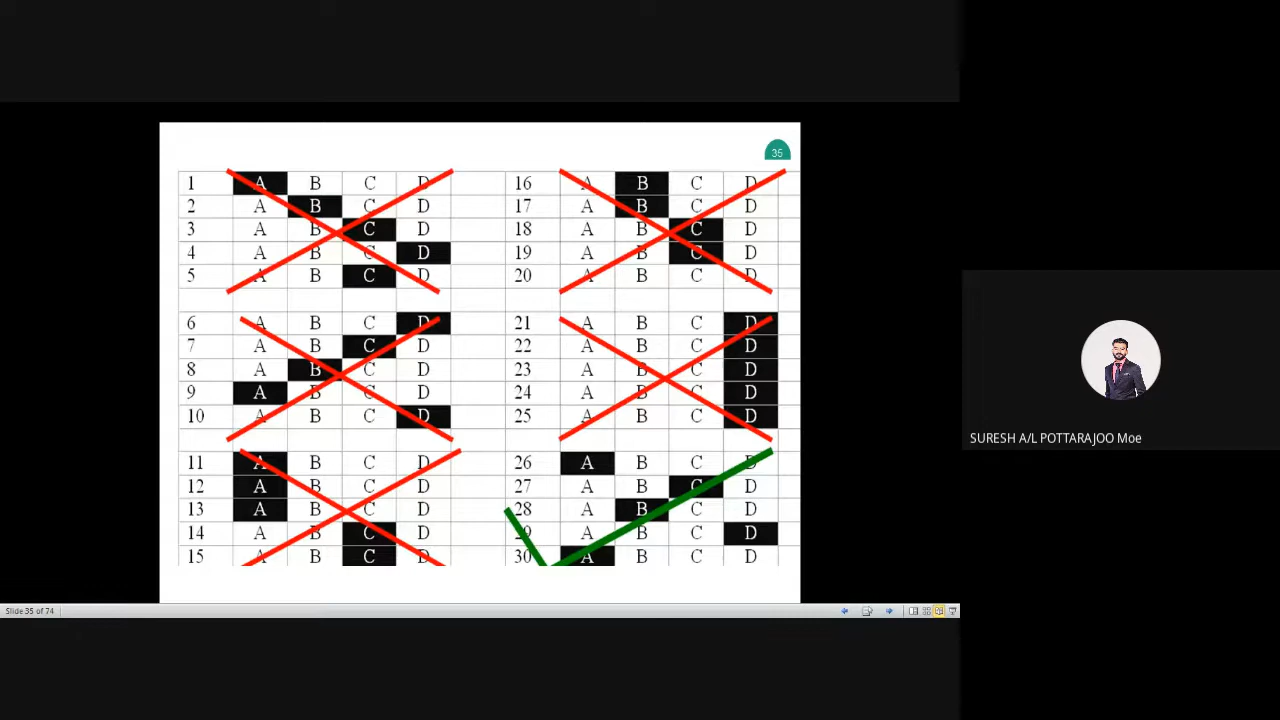 35
1 A B C D 16 A B C D
2 A B C D 17 A B C D
3 A B C D 18 A B C D
4 A B C D 19 A B C D
5 A B C D 20 A B C D
6 A B C D 21 A B C D
7 A B C D 22 A B C D
8 A B C D 23 A B C D
9 A B C D 24 A B C D
10 A B C D 25 A B C D
11 A B C D 26 A B C D
12 A B C D 27 A B C D
13 A B C D 28 A B C D
14 A B C D 29 A B C D
15 A B C D 30 A B C D
SURESH A/L POTTARAJOO Moe
Slide 35 of 74